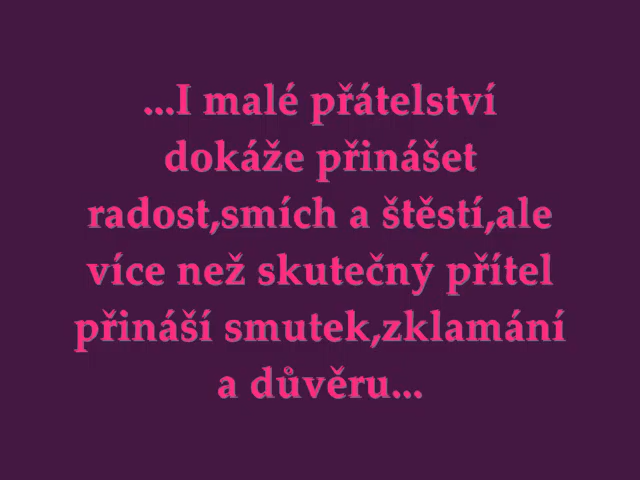 ...I malé přátelství
dokáže přinášet
radost,smích a štěstí,ale
více než skutečný přítel
přináší smutek,zklamání
a důvěru...